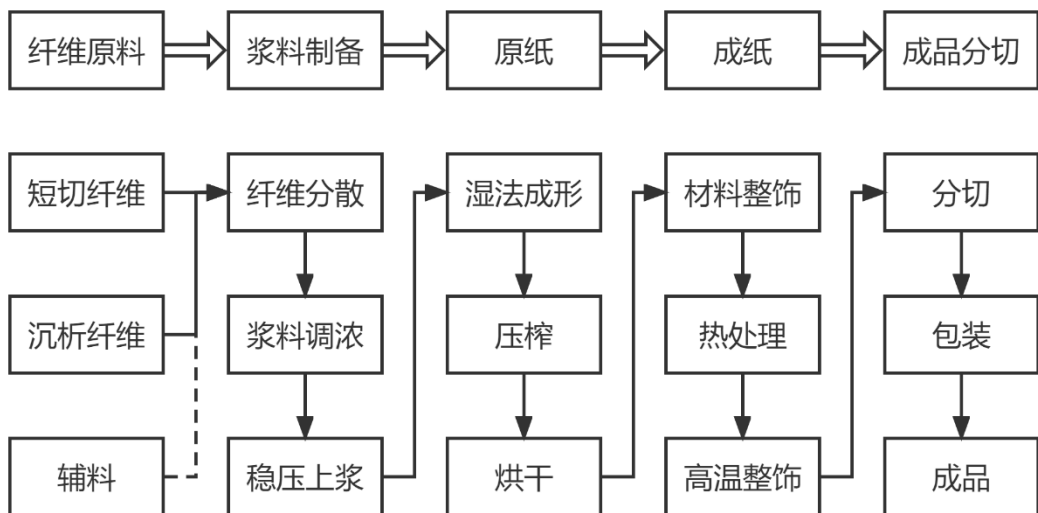 纤维原料
浆料制备
原纸
成纸
成品分切
短切纤维
纤维分散
湿法成形
材料整饰
分切
沉析纤维
浆料调浓
压榨
热处理
包装
辅料
稳压上浆
烘干
高温整饰
成品